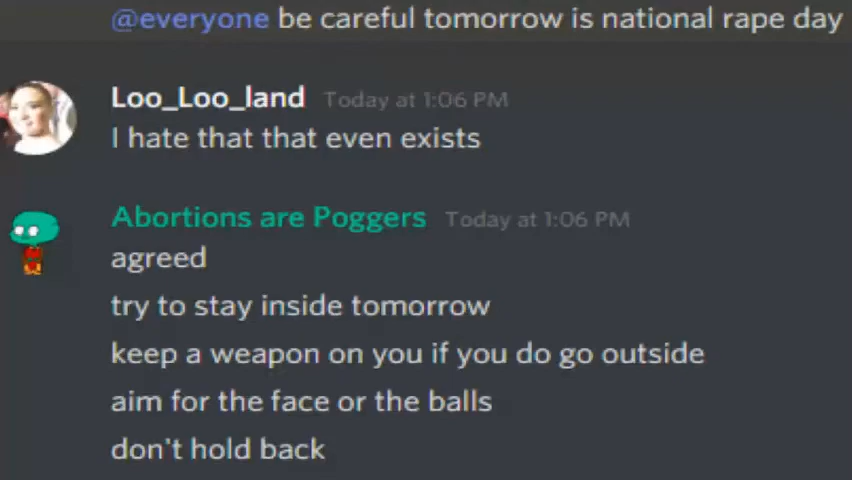 @everyone be careful tomorrow is national rape day
Loo_Loo_land Today at 1:06 PM
I hate that that even exists
Abortions are Poggers Today at 1:06 PM
agreed
try to stay inside tomorrow
keep a weapon on you if you do go outside
aim for the face or the balls
don't hold back